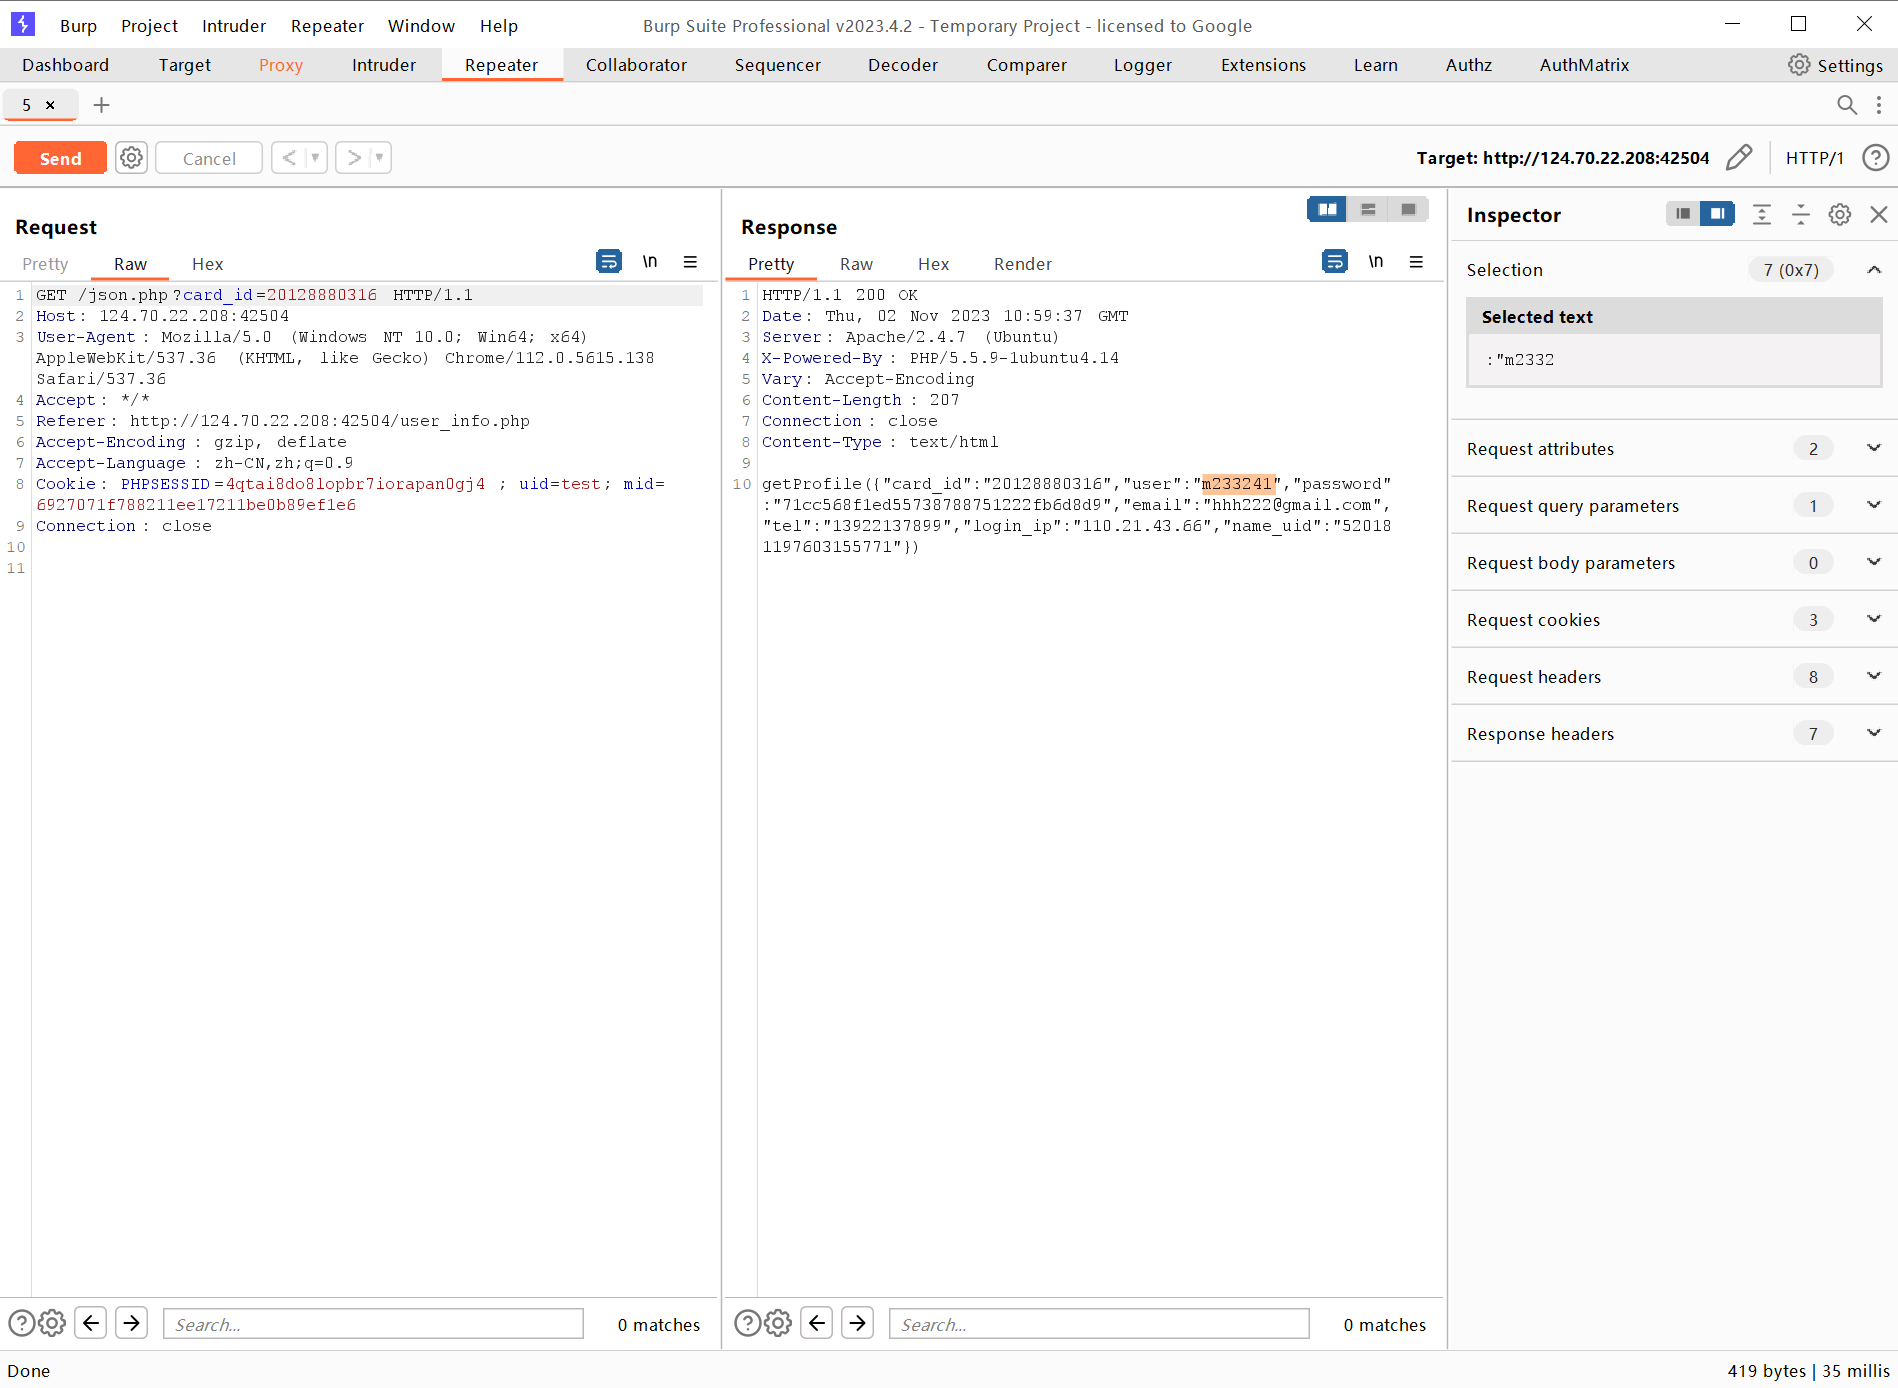 Burp Project Intruder Repeater Window Help Burp Suite Professional v2023.4.2 - Temporary Project - licensed to Google
Dashboard Target Proxy Intruder Repeater Collaborator Sequencer Decoder Comparer Logger Extensions Learn Authz AuthMatrix Settings
5 × +
Send Cancel < > Target: http://124.70.22.208:42504 HTTP/1 ?
Request
Pretty Raw Hex \n
1 GET /json.php?card_id=20128880316 HTTP/1.1
2 Host: 124.70.22.208:42504
3 User-Agent: Mozilla/5.0 (Windows NT 10.0; Win64; x64)
AppleWebKit/537.36 (KHTML, like Gecko) Chrome/112.0.5615.138
Safari/537.36
4 Accept: */*
5 Referer: http://124.70.22.208:42504/user_info.php
6 Accept-Encoding: gzip, deflate
7 Accept-Language: zh-CN,zh;q=0.9
8 Cookie: PHPSESSID=4qtai8do8lopbr7iorapan0gj4 ; uid=test; mid=
6927071f788211ee17211be0b89ef1e6
9 Connection: close
10
11
Response
Pretty Raw Hex Render \n
1 HTTP/1.1 200 OK
2 Date: Thu, 02 Nov 2023 10:59:37 GMT
3 Server: Apache/2.4.7 (Ubuntu)
4 X-Powered-By: PHP/5.5.9-1ubuntu4.14
5 Vary: Accept-Encoding
6 Content-Length: 207
7 Connection: close
8 Content-Type: text/html
9
10 getProfile({"card_id":"20128880316","user":"m233241","password"
:"71cc568f1ed55738788751222fb6d8d9","email":"hhh222@gmail.com",
"tel":"13922137899","login_ip":"110.21.43.66","name_uid":"52018
1197603155771"})
Inspector
Selection 7 (0x7)
Selected text
:"m2332
Request attributes 2
Request query parameters 1
Request body parameters 0
Request cookies 3
Request headers 8
Response headers 7
? Search... 0 matches
? Search... 0 matches
Done 419 bytes | 35 millis